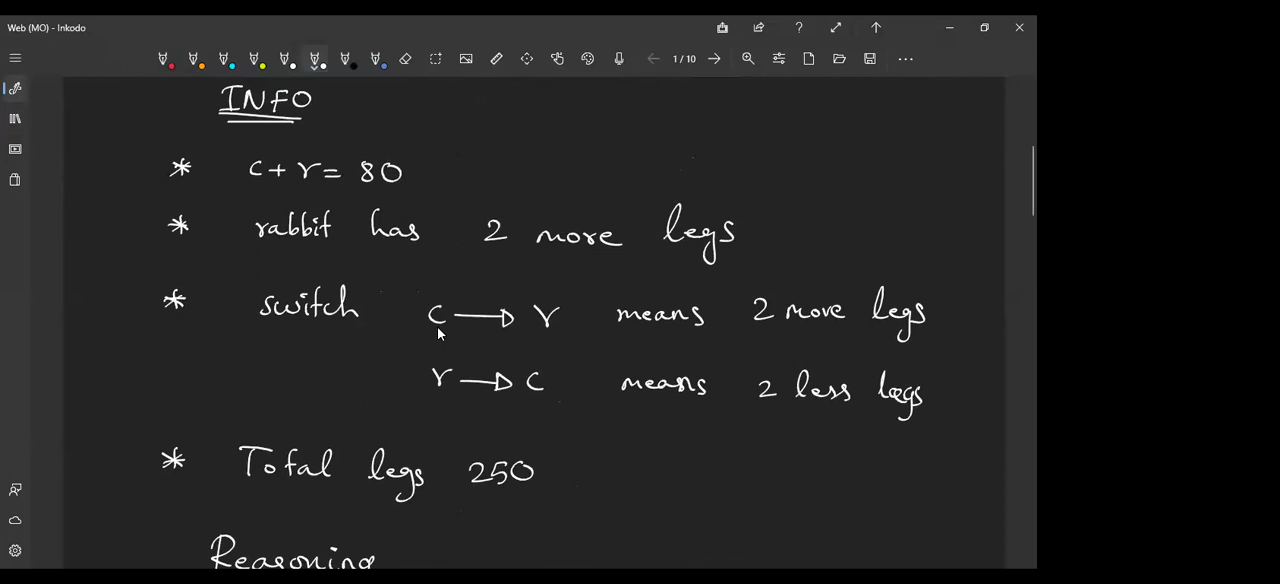 Web (MO) - Inkodo
1 / 10
INFO
* c + r = 80
* rabbit has 2 more legs
* switch c → r means 2 more legs
r → c means 2 less legs
* Total legs 250
Reasoning